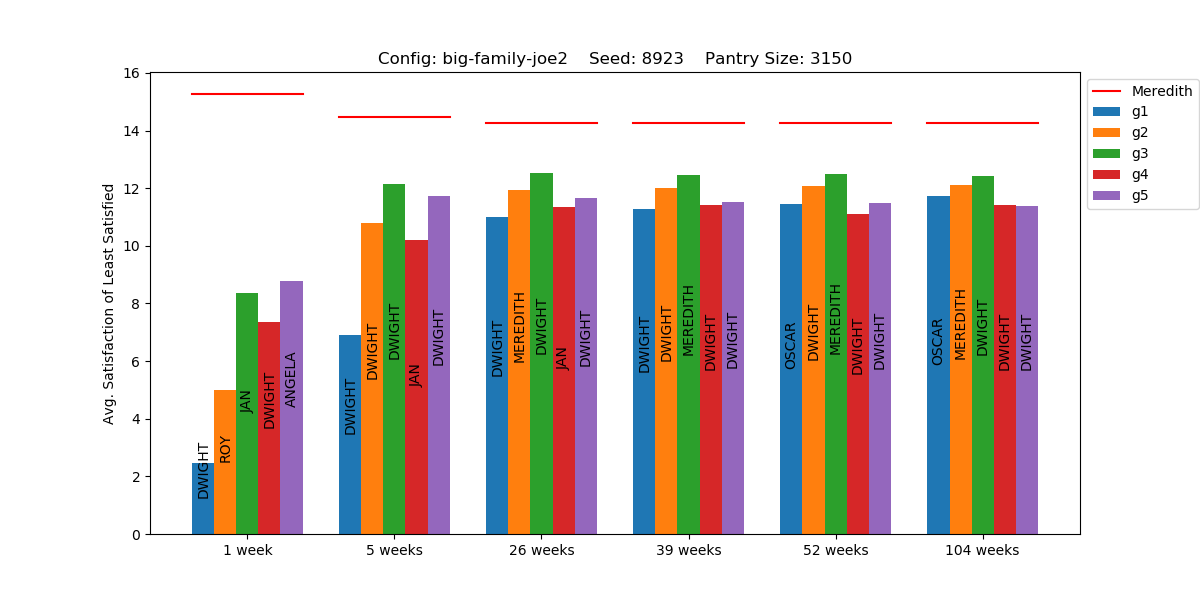 Config: big-family-joe2    Seed: 8923    Pantry Size: 3150
Avg. Satisfaction of Least Satisfied
16
14
12
10
8
6
4
2
0
DWIGHT
ROY
JAN
DWIGHT
ANGELA
DWIGHT
DWIGHT
DWIGHT
JAN
DWIGHT
DWIGHT
MEREDITH
DWIGHT
JAN
DWIGHT
DWIGHT
DWIGHT
MEREDITH
DWIGHT
DWIGHT
OSCAR
DWIGHT
MEREDITH
DWIGHT
DWIGHT
OSCAR
MEREDITH
DWIGHT
DWIGHT
DWIGHT
1 week
5 weeks
26 weeks
39 weeks
52 weeks
104 weeks
Meredith
g1
g2
g3
g4
g5